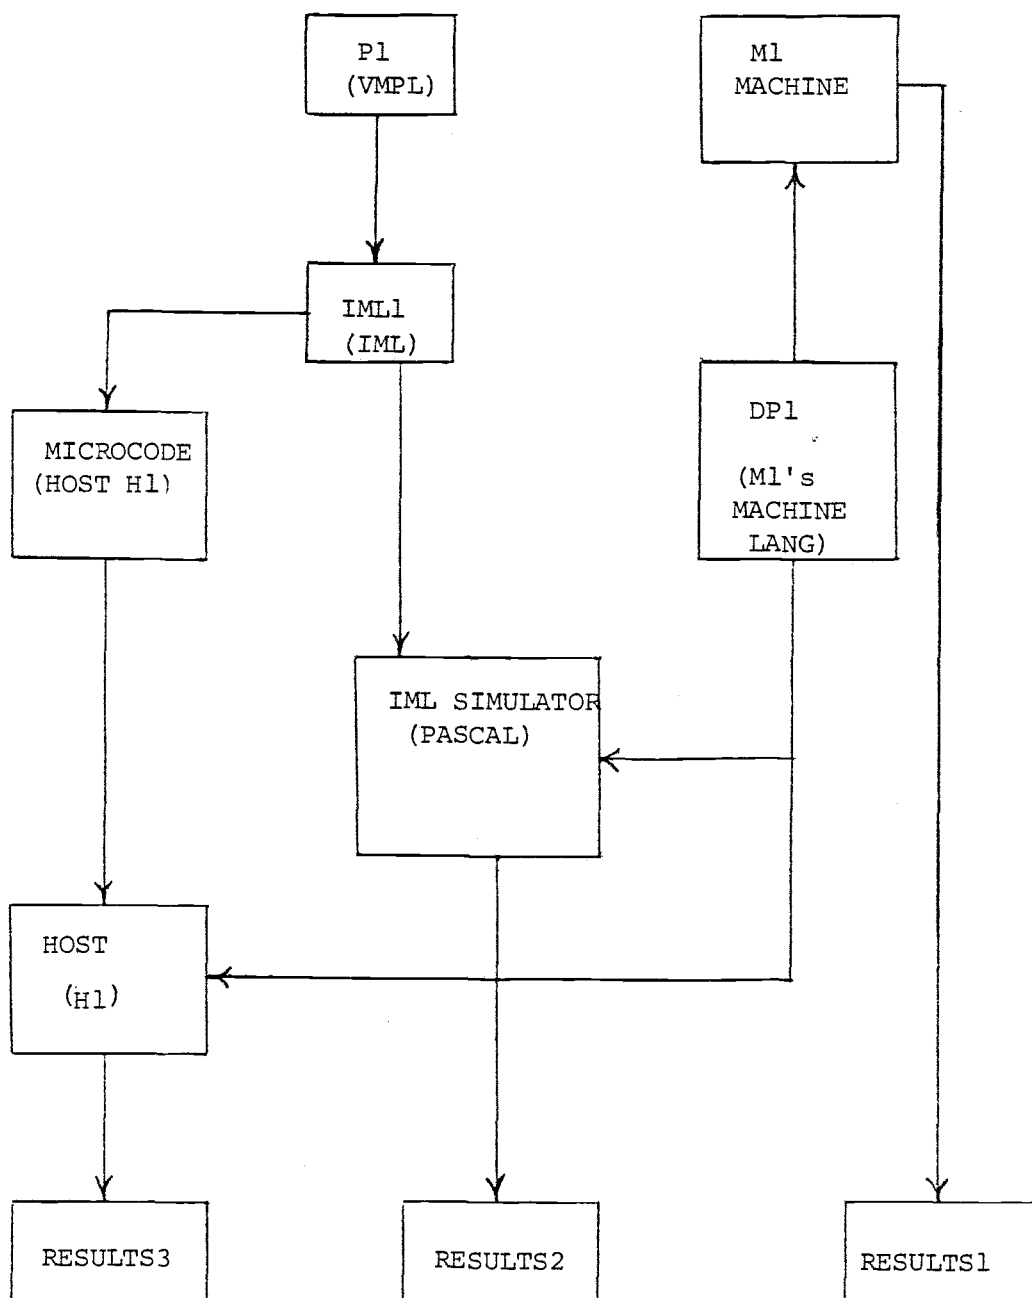 P1
(VMPL)
M1
MACHINE
IML1
(IML)
MICROCODE
(HOST H1)
DP1
(M1's
MACHINE
LANG)
IML SIMULATOR
(PASCAL)
HOST
(H1)
RESULTS3
RESULTS2
RESULTS1